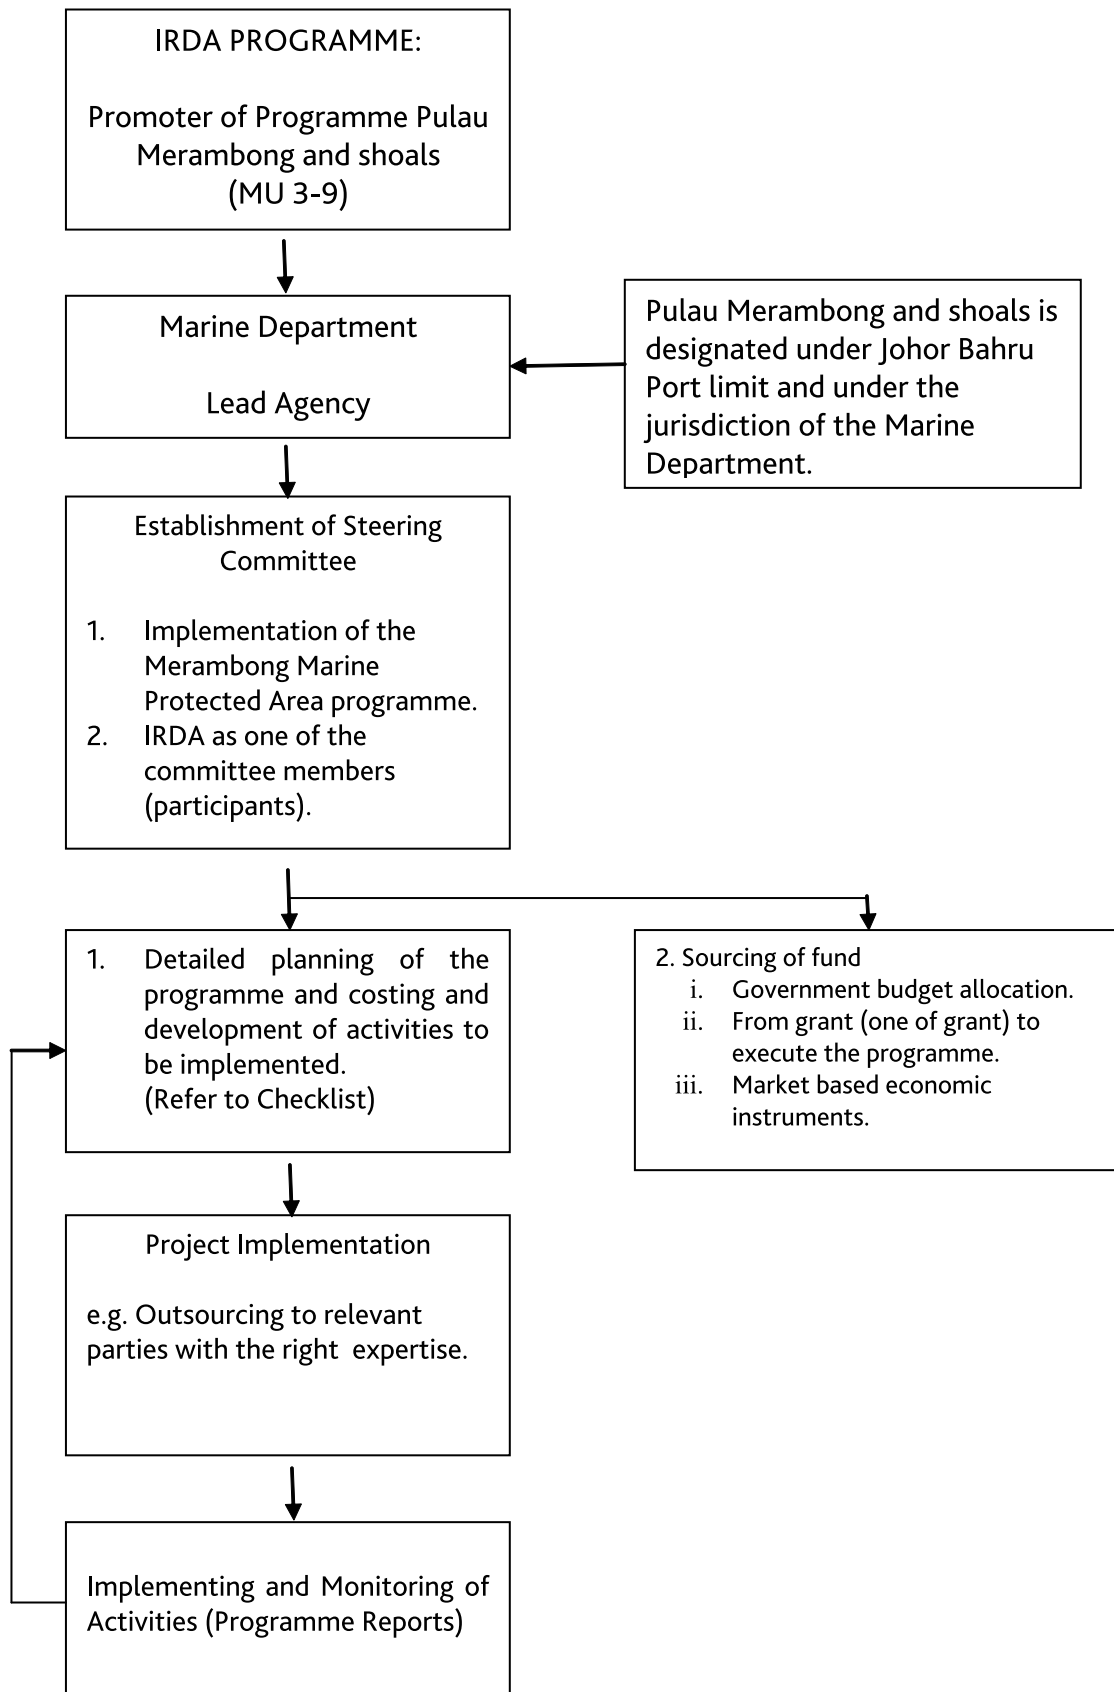 IRDA PROGRAMME:
Promoter of Programme Pulau
Merambong and shoals
(MU 3-9)
Marine Department
Lead Agency
Pulau Merambong and shoals is
designated under Johor Bahru
Port limit and under the
jurisdiction of the Marine
Department.
Establishment of Steering
Committee
1. Implementation of the
Merambong Marine
Protected Area programme.
2. IRDA as one of the
committee members
(participants).
1. Detailed planning of the
programme and costing and
development of activities to
be implemented.
(Refer to Checklist)
2. Sourcing of fund
i. Government budget allocation.
ii. From grant (one of grant) to
execute the programme.
iii. Market based economic
instruments.
Project Implementation
e.g. Outsourcing to relevant
parties with the right expertise.
Implementing and Monitoring of
Activities (Programme Reports)